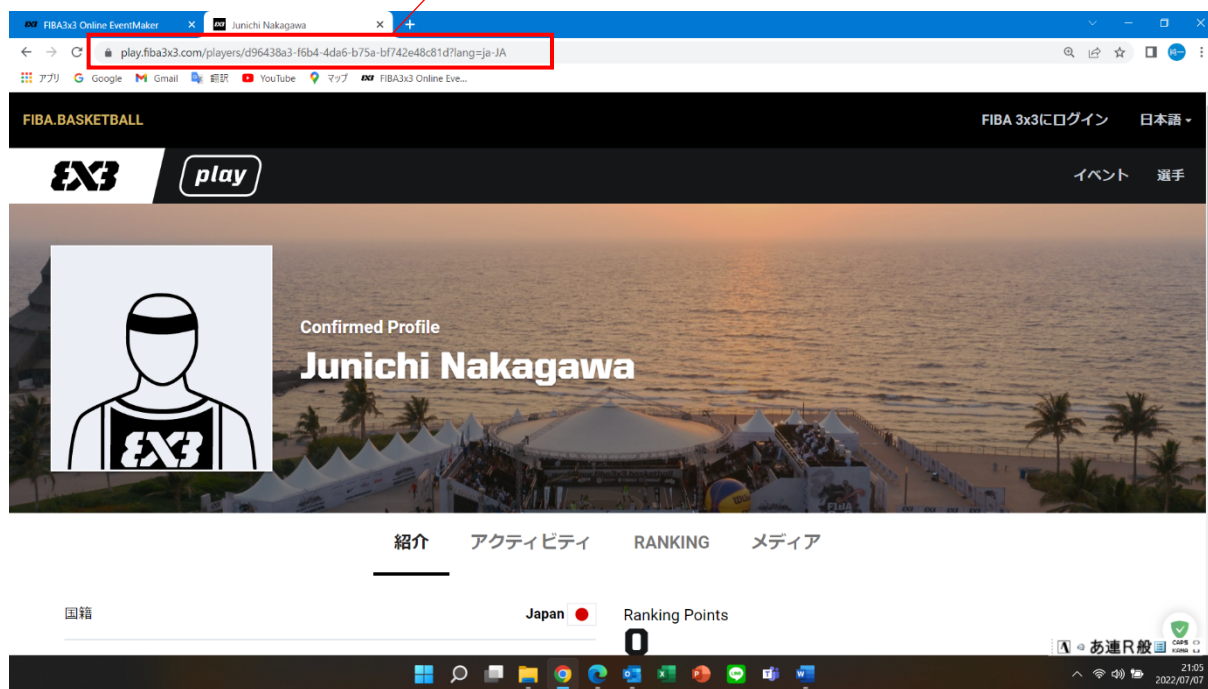 FIBA3x3 Online EventMaker
Junichi Nakagawa
play.fiba3x3.com/players/d96438a3-f6b4-4da6-b75a-bf742e48c81d?lang=ja-JA
アプリ Google Gmail 翻訳 YouTube マップ FIBA3x3 Online Eve...
FIBA.BASKETBALL
FIBA 3x3にログイン 日本語
3X3 play
イベント 選手
Confirmed Profile
Junichi Nakagawa
3X3
紹介 アクティビティ RANKING メディア
国籍 Japan
Ranking Points
0
A あ連R般 CAPS
KANA
21:05
2022/07/07